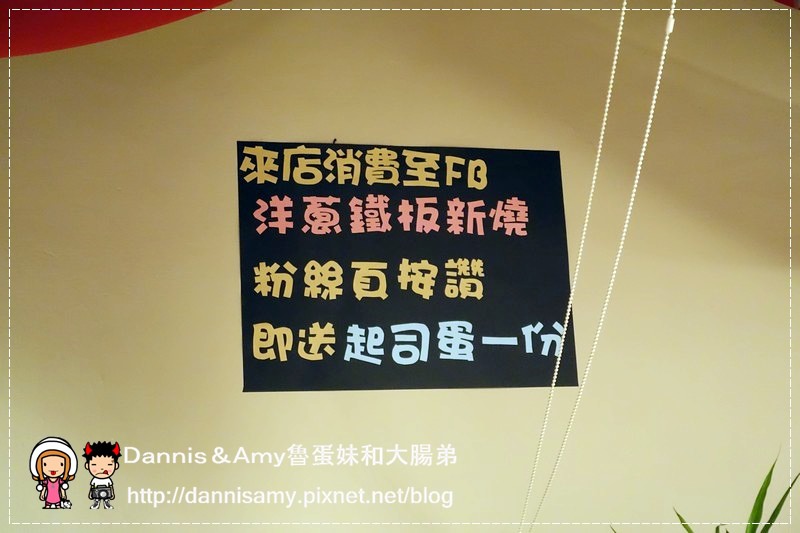 來店消費至FB
洋蔥鐵板新燒
粉線頁按讚
即送起司蛋一份
Dannis & Amy魯蛋妹和大腸弟
http://dannisamy.pixnet.net/blog